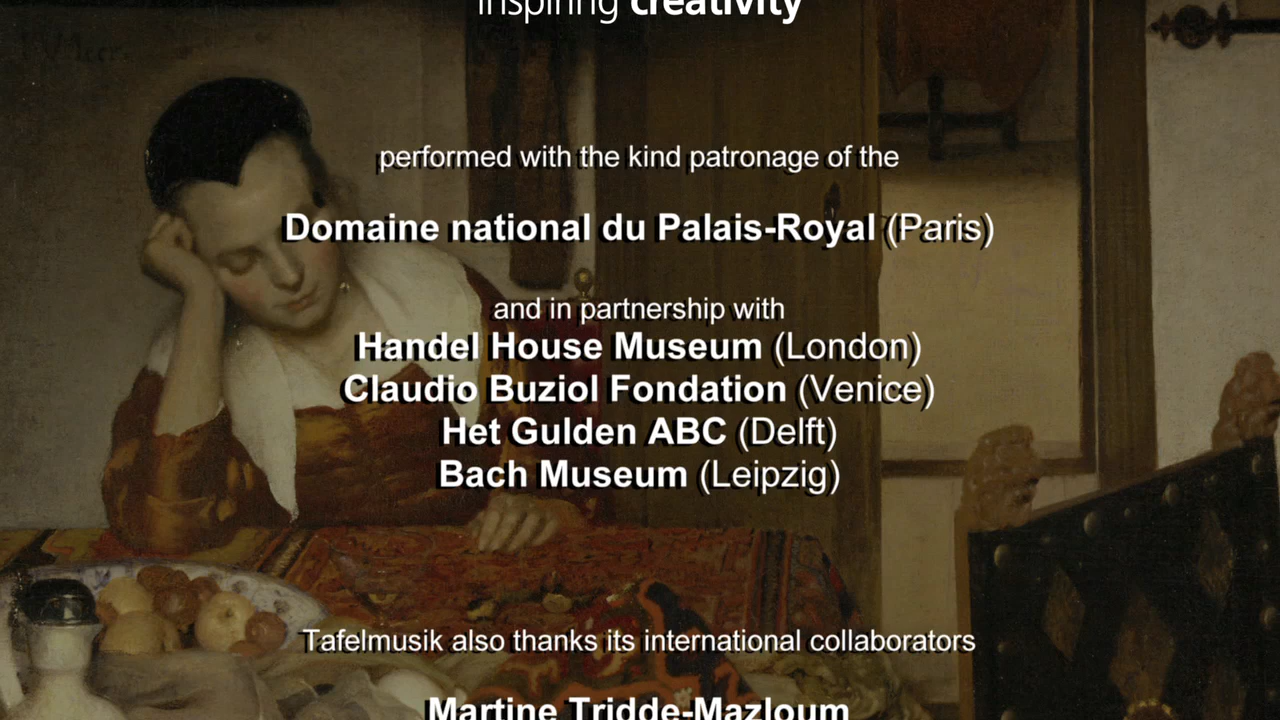 inspiring creativity
performed with the kind patronage of the
Domaine national du Palais-Royal (Paris)
and in partnership with
Handel House Museum (London)
Claudio Buziol Fondation (Venice)
Het Gulden ABC (Delft)
Bach Museum (Leipzig)
Tafelmusik also thanks its international collaborators
Martine Tridde-Mazloum